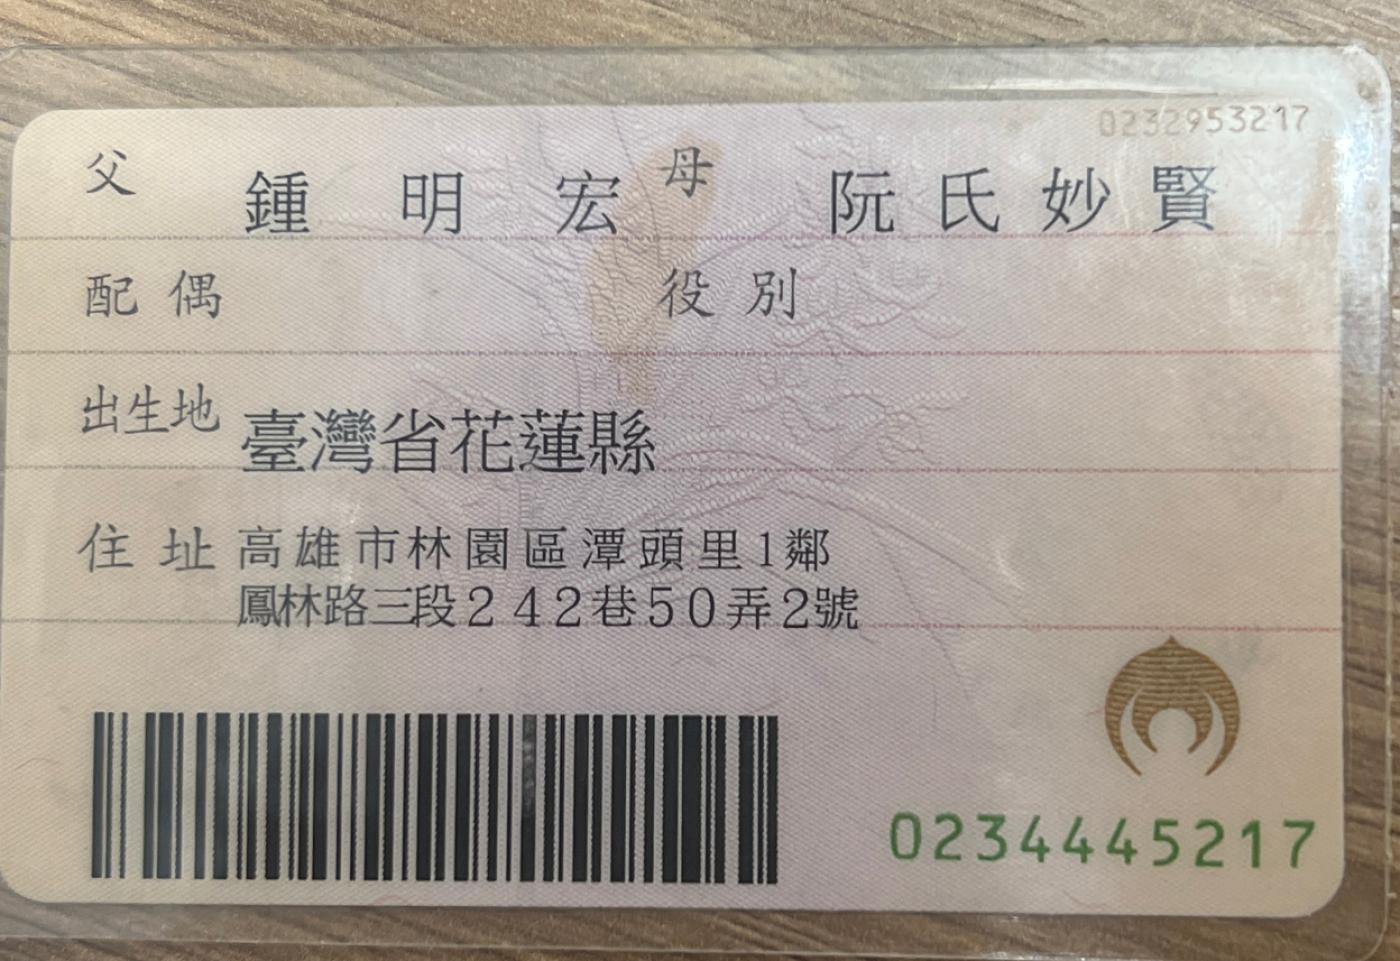 0232953217
父 鍾明宏 母 阮氏妙賢
配偶 役別
出生地 臺灣省花蓮縣
住址 高雄市林園區潭頭里1鄰
鳳林路三段242巷50弄2號
0234445217